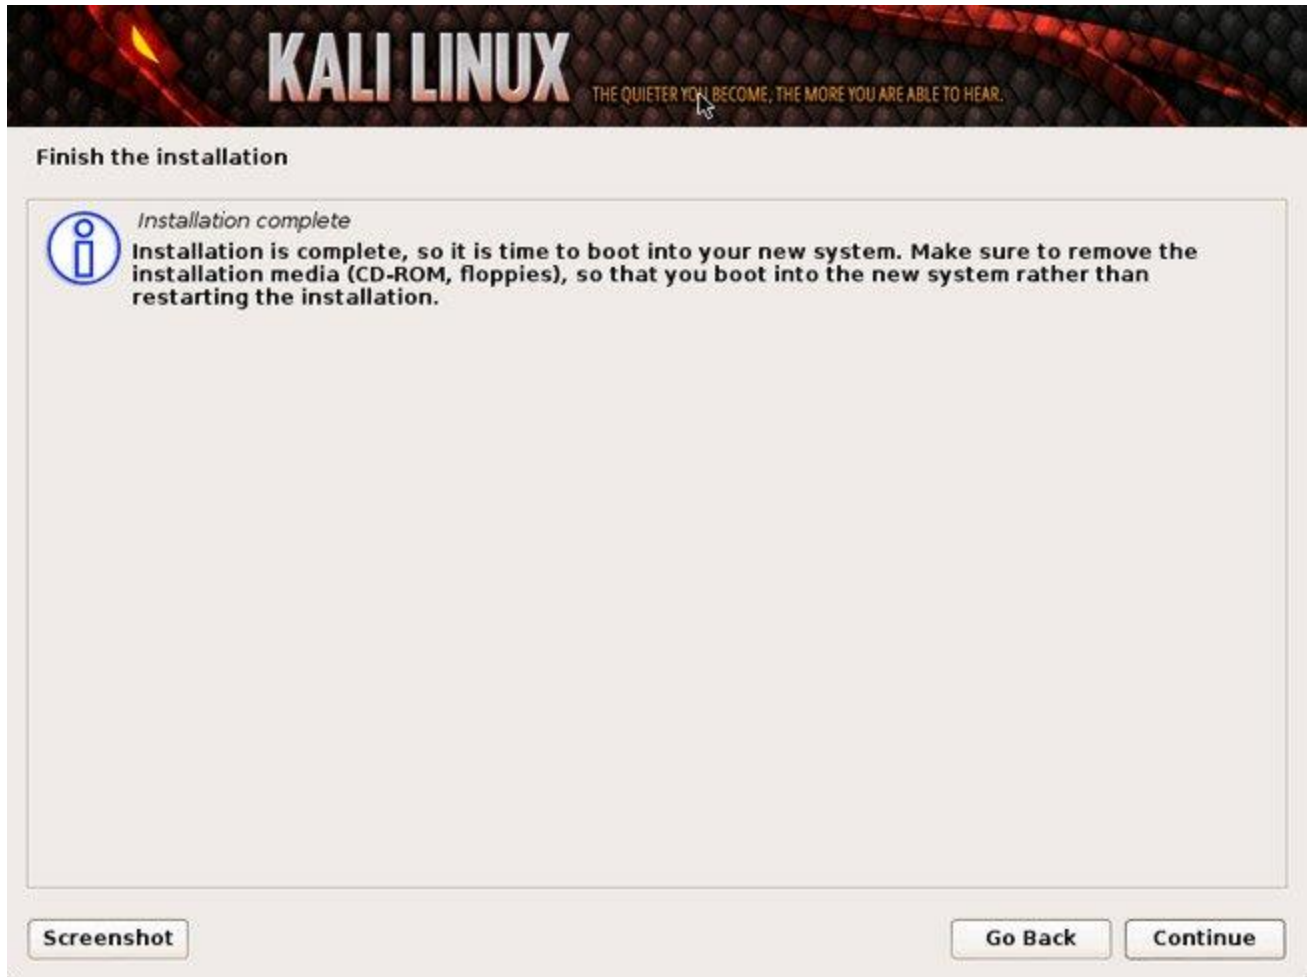 KALI LINUX THE QUIETER YOU BECOME, THE MORE YOU ARE ABLE TO HEAR.
Finish the installation
Installation complete
Installation is complete, so it is time to boot into your new system. Make sure to remove the
installation media (CD-ROM, floppies), so that you boot into the new system rather than
restarting the installation.
Screenshot Go Back Continue